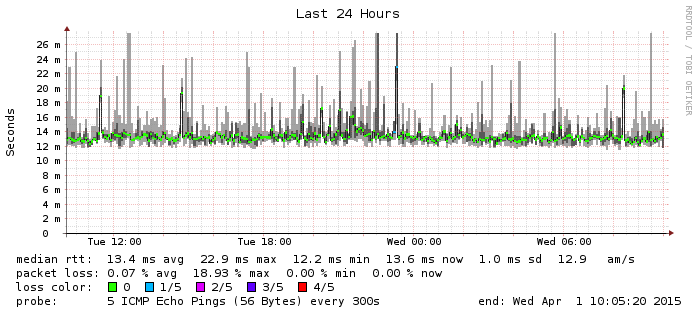 Last 24 Hours
RRDTOOL / TOBI OETIKER
Seconds
26 m
24 m
22 m
20 m
18 m
16 m
14 m
12 m
10 m
8 m
6 m
4 m
2 m
0
Tue 12:00 Tue 18:00 Wed 00:00 Wed 06:00
median rtt: 13.4 ms avg 22.9 ms max 12.2 ms min 13.6 ms now 1.0 ms sd 12.9 am/s
packet loss: 0.07 % avg 18.93 % max 0.00 % min 0.00 % now
loss color: 0 1/5 2/5 3/5 4/5
probe: 5 ICMP Echo Pings (56 Bytes) every 300s end: Wed Apr 1 10:05:20 2015